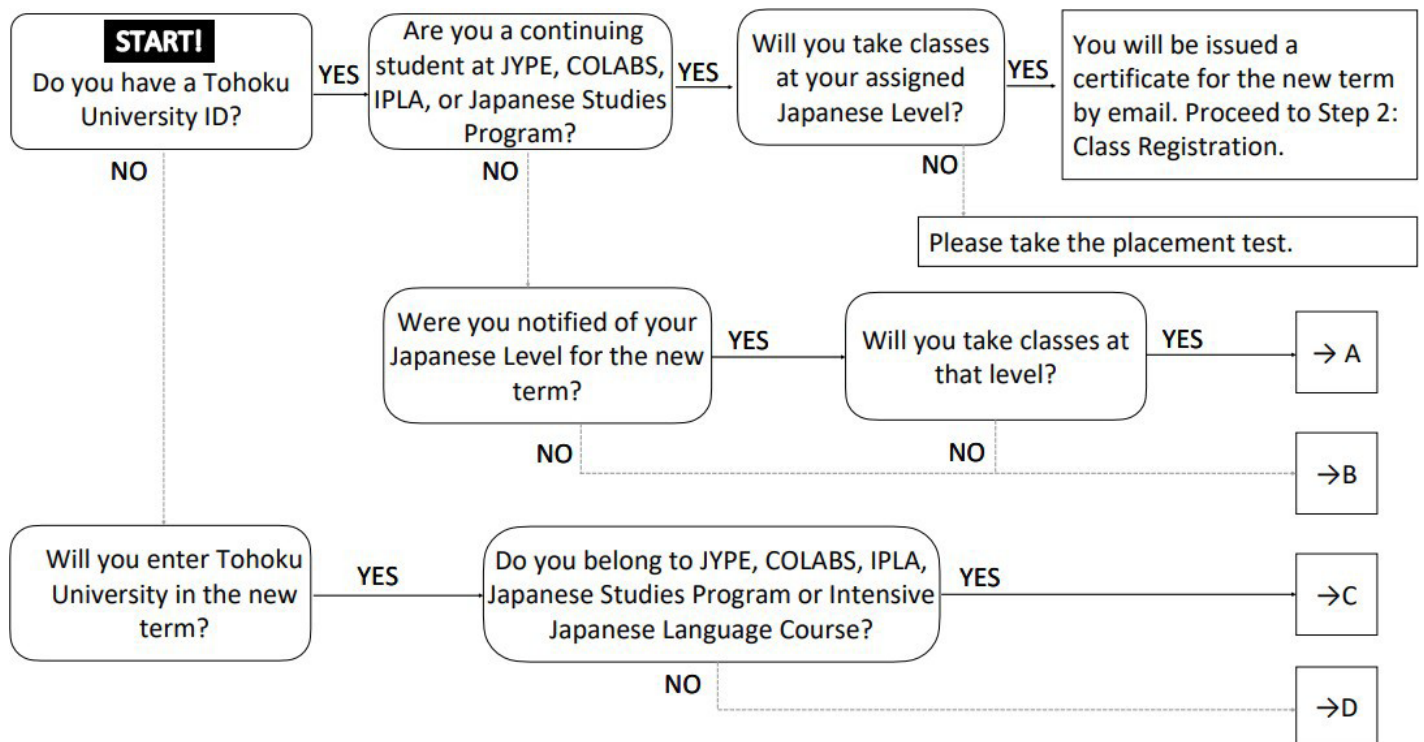 START!
Do you have a Tohoku
University ID?
YES
Are you a continuing
student at JYPE, COLABS,
IPLA, or Japanese Studies
Program?
YES
Will you take classes
at your assigned
Japanese Level?
YES
You will be issued a
certificate for the new term
by email. Proceed to Step 2:
Class Registration.
NO
NO
NO
Please take the placement test.
Were you notified of your
Japanese Level for the new
term?
YES
Will you take classes at
that level?
YES
→ A
NO
NO
→B
Will you enter Tohoku
University in the new
term?
YES
Do you belong to JYPE, COLABS, IPLA,
Japanese Studies Program or Intensive
Japanese Language Course?
YES
→C
NO
→D